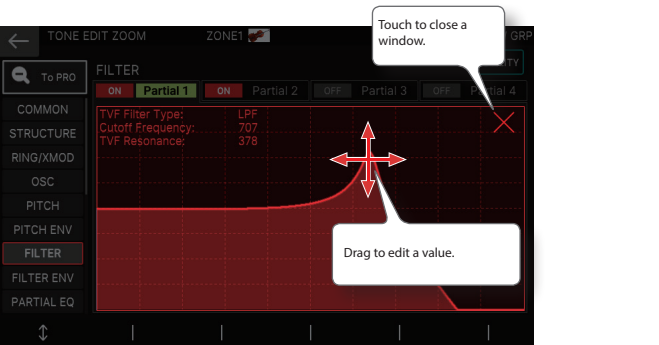 Touch to close a
window.
TONE EDIT ZOOM
ZONE1
GRP
To PRO
FILTER
ITY
ON Partial 1 ON Partial 2 OFF Partial 3 OFF Partial 4
COMMON
STRUCTURE
RING/XMOD
OSC
PITCH
PITCH ENV
FILTER
FILTER ENV
PARTIAL EQ
TVF Filter Type: LPF
Cutoff Frequency: 707
TVF Resonance: 378
Drag to edit a value.